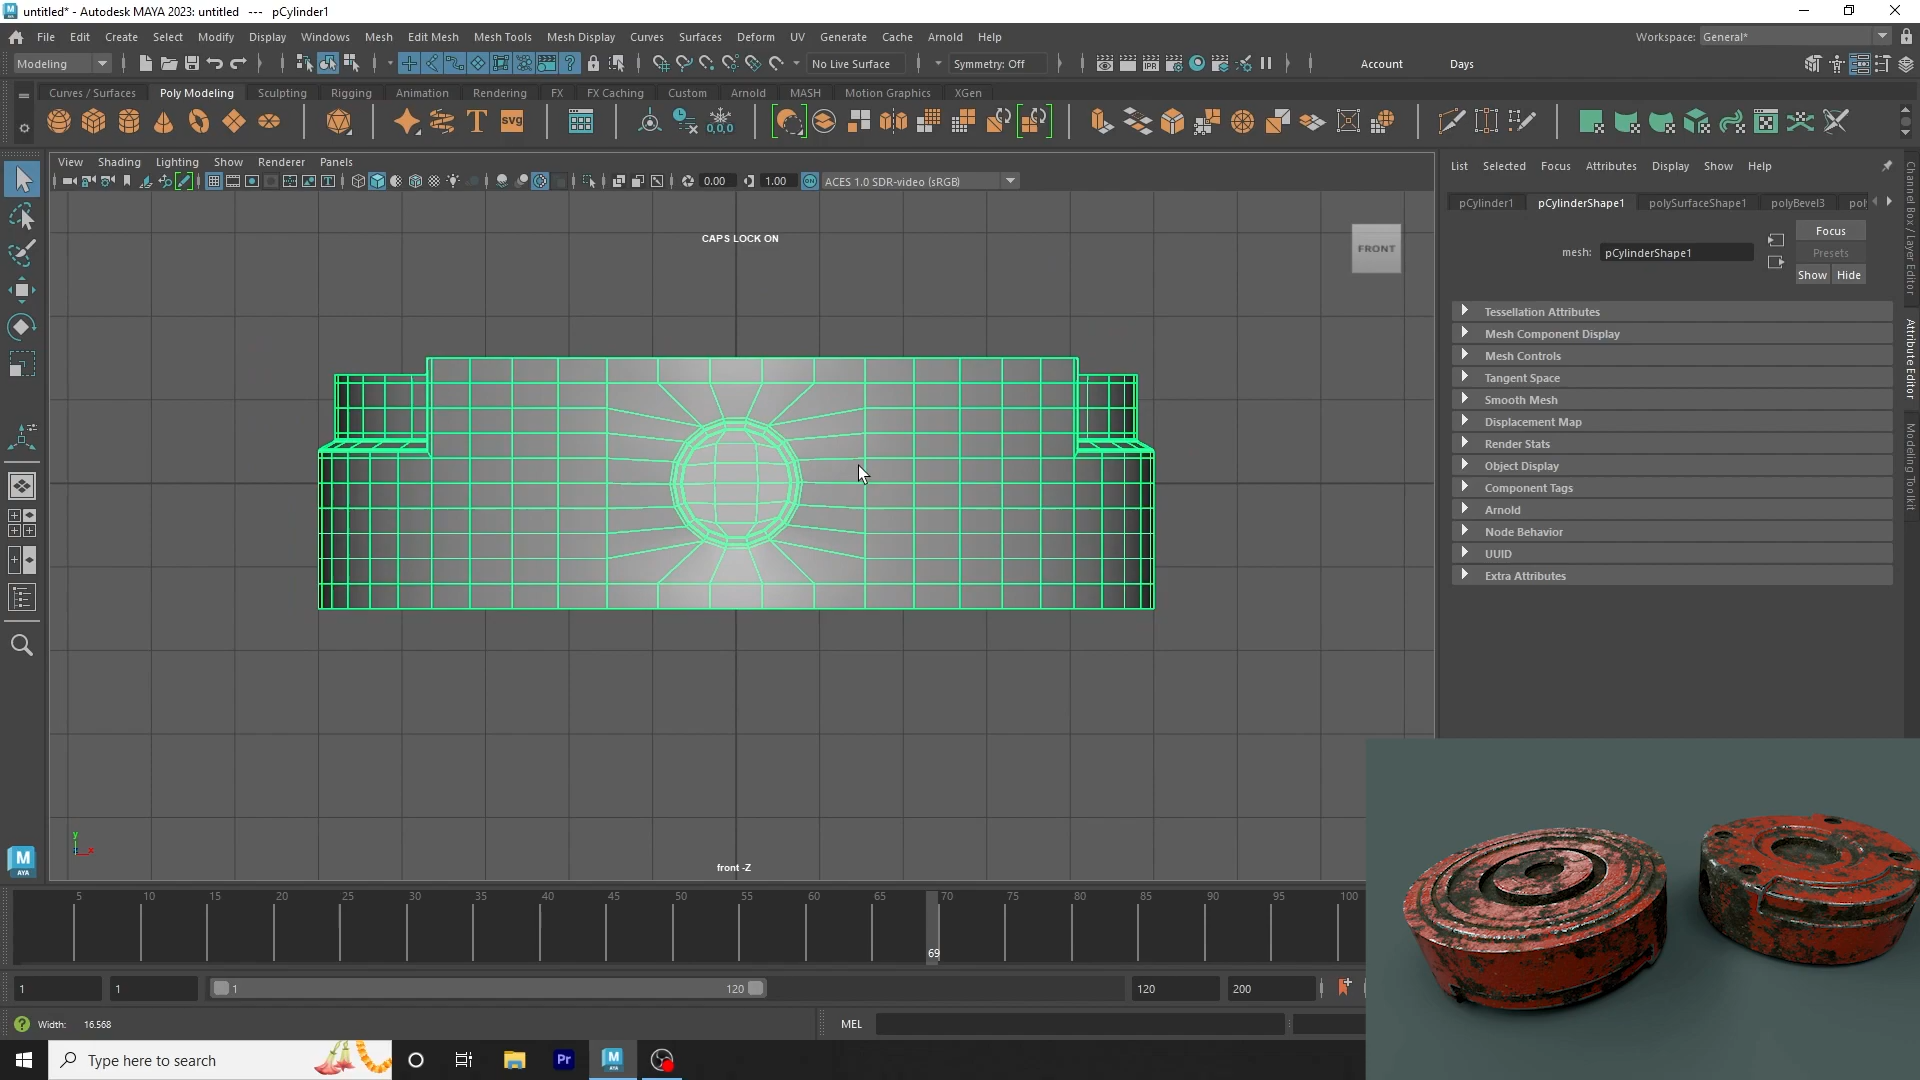 untitled* - Autodesk MAYA 2023: untitled --- pCylinder1
File Edit Create Select Modify Display Windows Mesh Edit Mesh Mesh Tools Mesh Display Curves Surfaces Deform UV Generate Cache Arnold Help
Workspace: General*
Modeling
No Live Surface
Symmetry: Off
Account
Days
Curves / Surfaces Poly Modeling Sculpting Rigging Animation Rendering FX FX Caching Custom Arnold MASH Motion Graphics XGen
View Shading Lighting Show Renderer Panels
0.00
1.00
ACES 1.0 SDR-video (sRGB)
List Selected Focus Attributes Display Show Help
pCylinder1 pCylinderShape1 polySurfaceShape1 polyBevel3
mesh: pCylinderShape1
Focus
Presets
Show Hide
CAPS LOCK ON
FRONT
Tessellation Attributes
Mesh Component Display
Mesh Controls
Tangent Space
Smooth Mesh
Displacement Map
Render Stats
Object Display
Component Tags
Arnold
Node Behavior
UUID
Extra Attributes
Channel Box / Layer Editor
Attribute Editor
Modeling Toolkit
front -Z
5 10 15 20 25 30 35 40 45 50 55 60 65 70 75 80 85 90 95 100
69
1
1
1
120
120
200
Width: 16.568
MEL
Type here to search